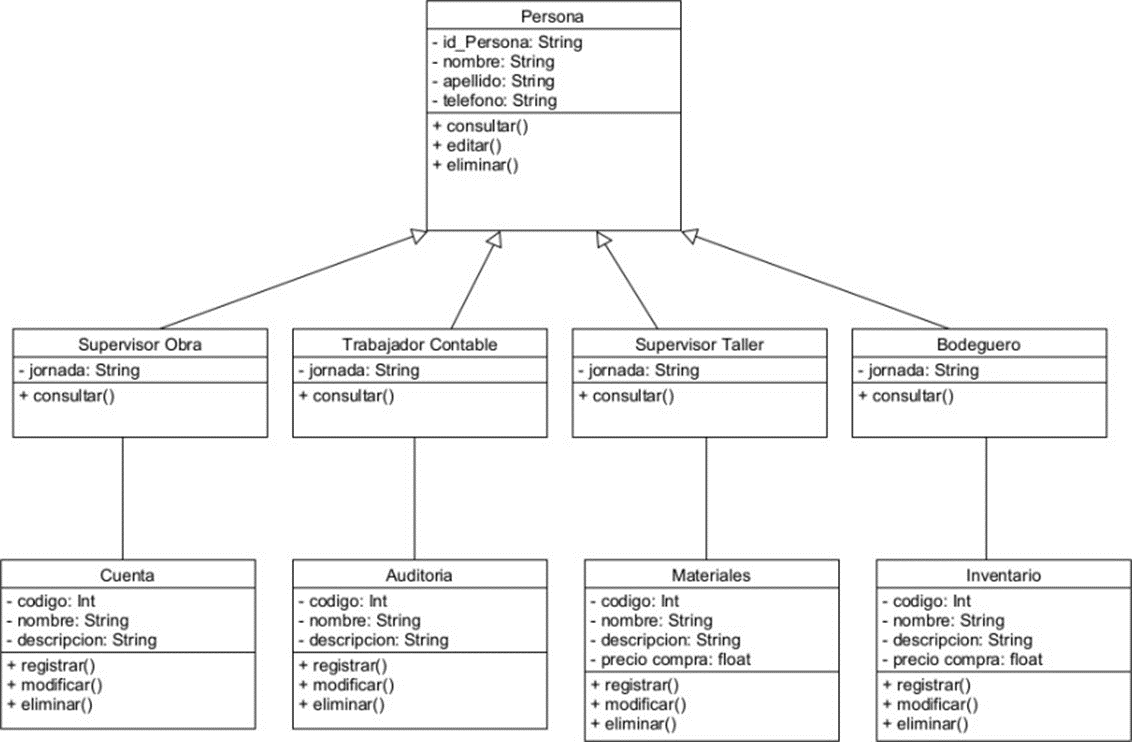 Persona
- id_Persona: String
- nombre: String
- apellido: String
- telefono: String
+ consultar()
+ editar()
+ eliminar()
Supervisor Obra
- jornada: String
+ consultar()
Trabajador Contable
- jornada: String
+ consultar()
Supervisor Taller
- jornada: String
+ consultar()
Bodeguero
- jornada: String
+ consultar()
Cuenta
- codigo: Int
- nombre: String
- descripcion: String
+ registrar()
+ modificar()
+ eliminar()
Auditoria
- codigo: Int
- nombre: String
- descripcion: String
+ registrar()
+ modificar()
+ eliminar()
Materiales
- codigo: Int
- nombre: String
- descripcion: String
- precio compra: float
+ registrar()
+ modificar()
+ eliminar()
Inventario
- codigo: Int
- nombre: String
- descripcion: String
- precio compra: float
+ registrar()
+ modificar()
+ eliminar()